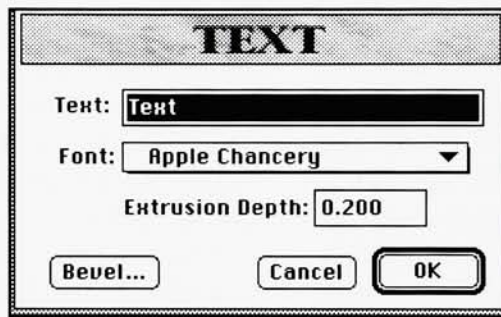 TEXT
Text: Text
Font: Apple Chancery
Extrusion Depth: 0.200
Bevel... Cancel OK